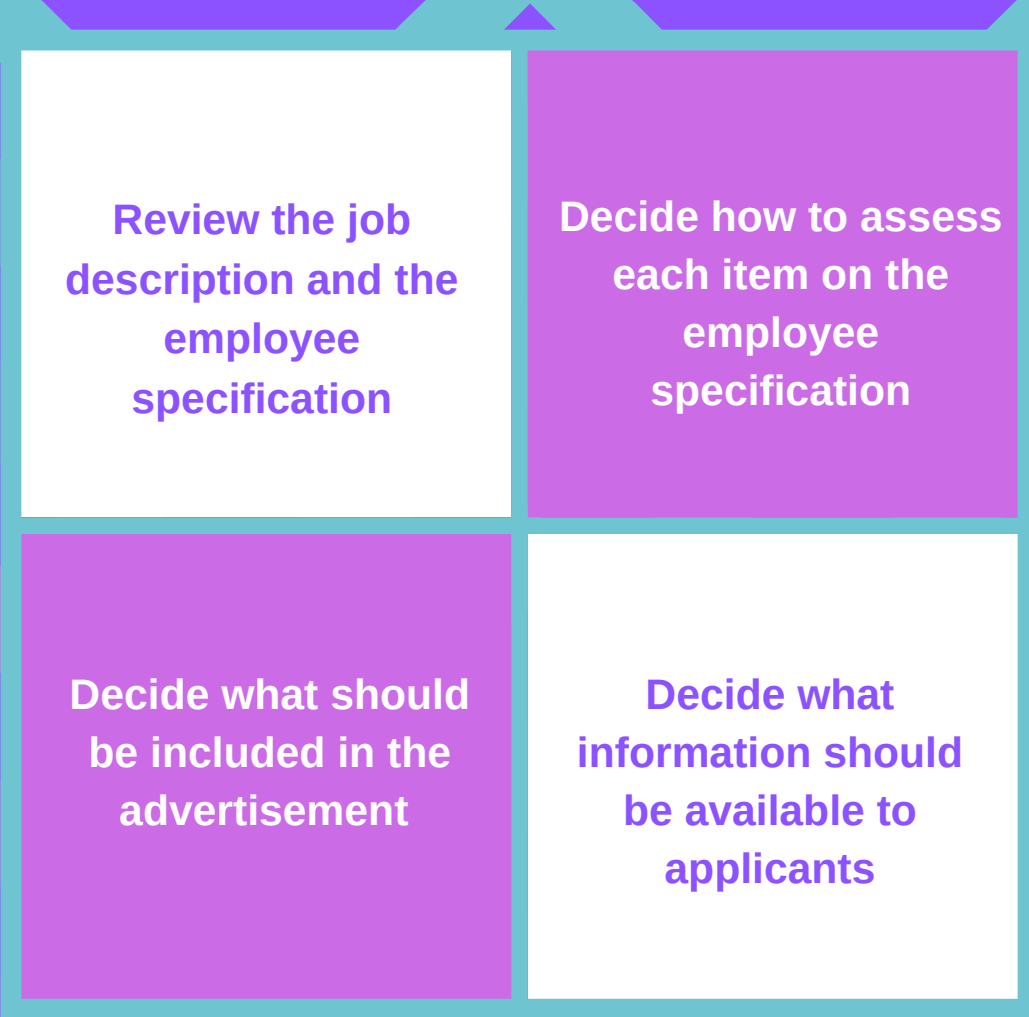 Review the job
description and the
employee
specification
Decide how to assess
each item on the
employee
specification
Decide what should
be included in the
advertisement
Decide what
information should
be available to
applicants